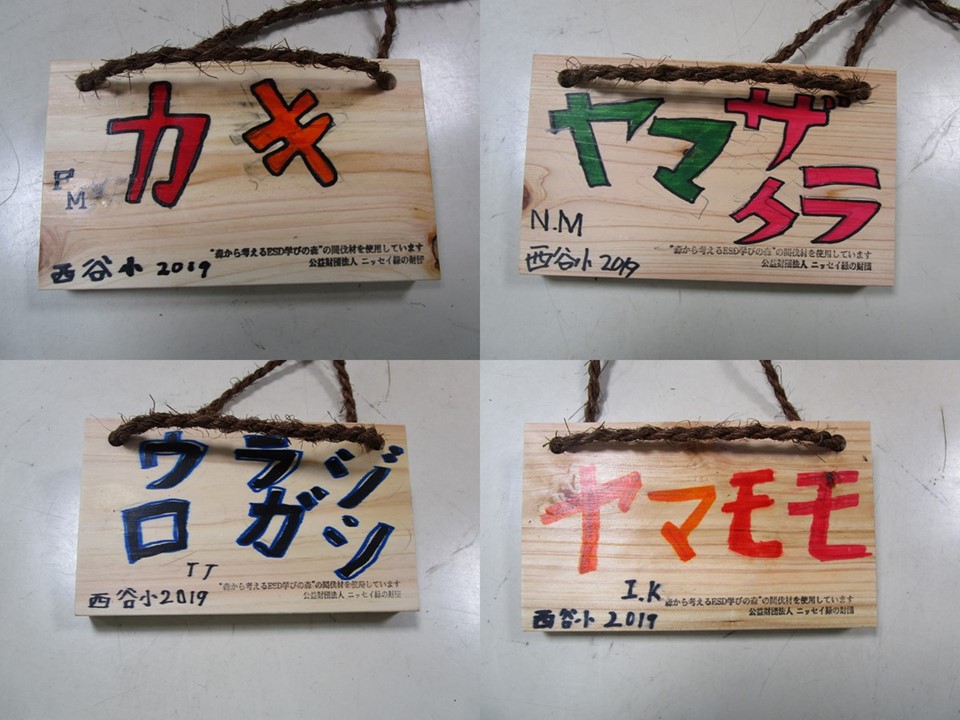 カキ
P
M
"森から考えるESD学びの森"の間伐材を使用しています
公益財団法人 ニッセイ緑の財団
西谷小 2019
ヤマザ
クラ
N.M
"森から考えるESD学びの森"の間伐材を使用しています
公益財団法人 ニッセイ緑の財団
西谷小 2019
ウラジ
ロガシ
TT
"森から考えるESD学びの森"の間伐材を使用しています
公益財団法人 ニッセイ緑の財団
西谷小2019
ヤマモモ
I.K
"森から考えるESD学びの森"の間伐材を使用しています
公益財団法人 ニッセイ緑の財団
西谷小 2019